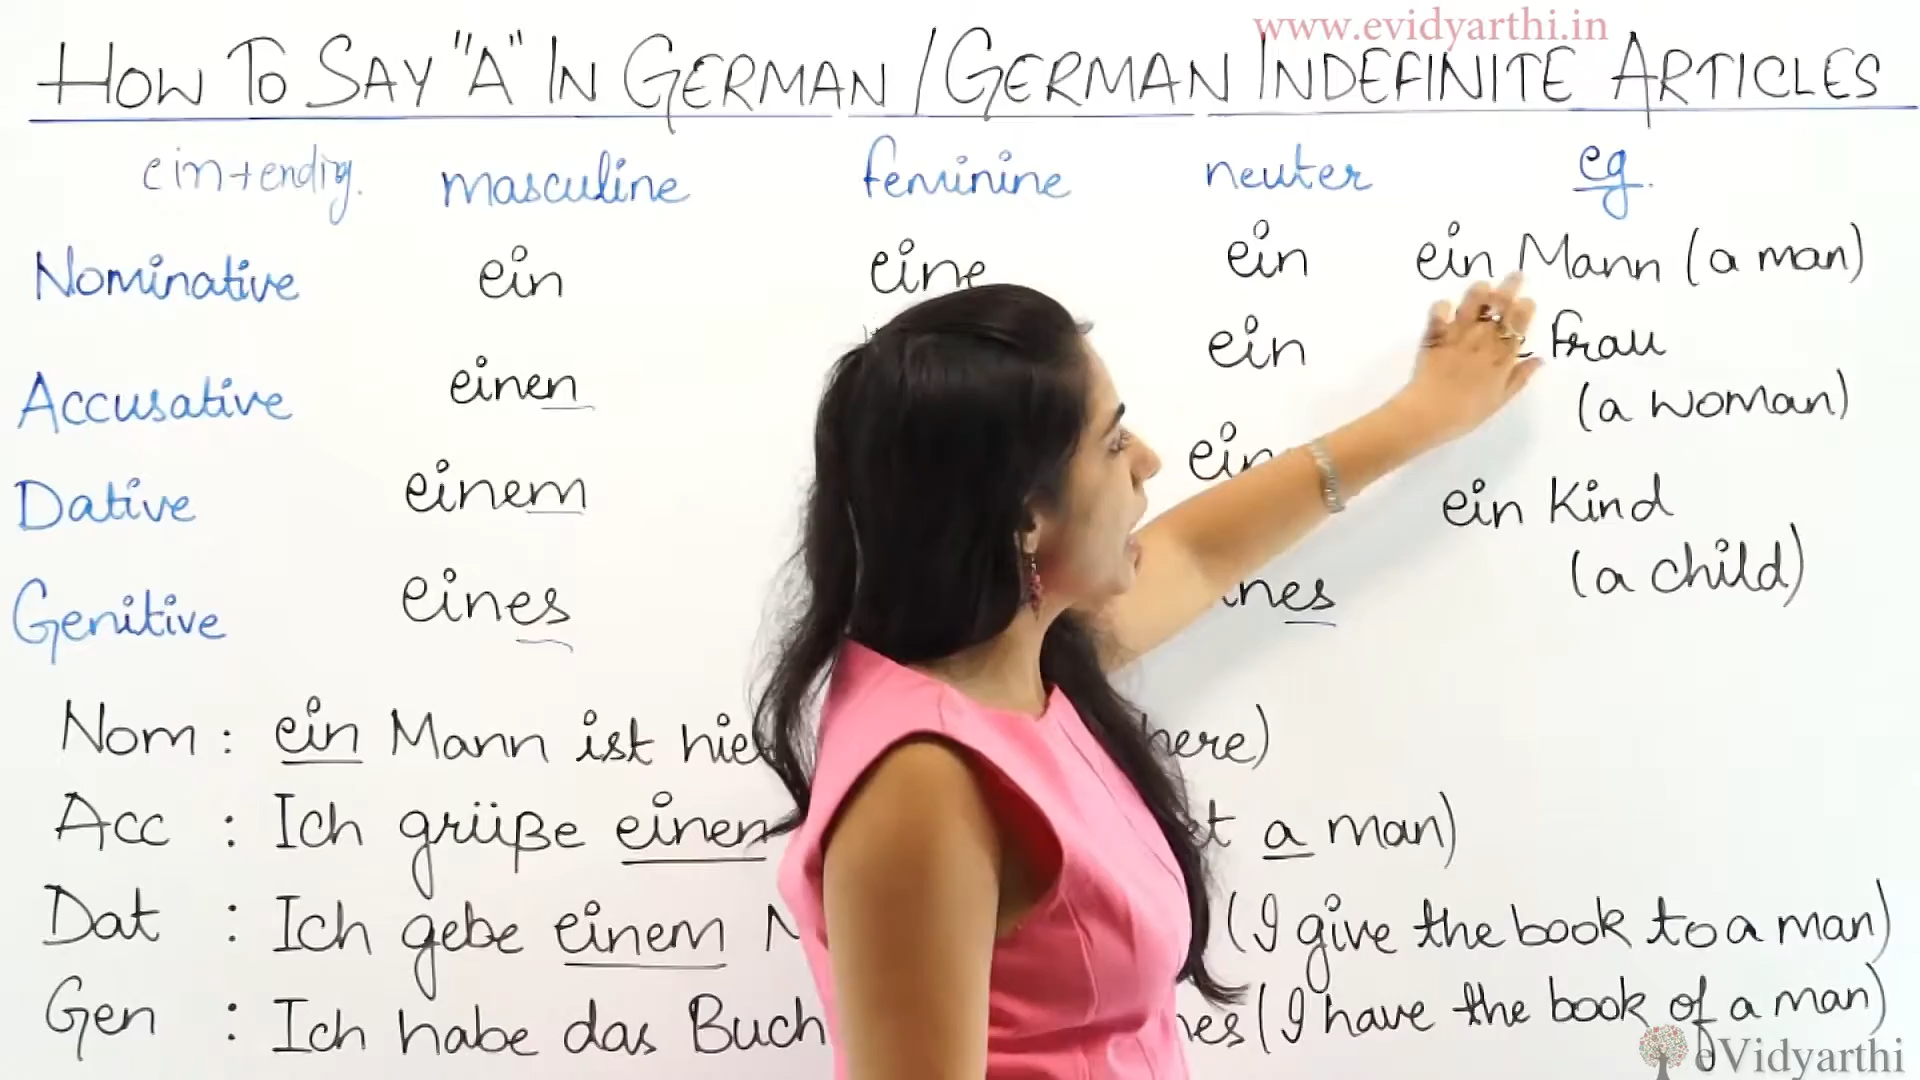 www.evidyarthi.in
HOW TO SAY "A" IN GERMAN / GERMAN INDEFINITE ARTICLES
ein+ending. masculine feminine neuter eg.
Nominative ein eine ein ein Mann (a man)
Accusative einen ein Frau
(a woman)
Dative einem ein Kind
(a child)
Genitive eines
Nom : ein Mann ist here)
Acc : Ich grüße einen a man)
Dat : Ich gebe einem (I give the book to a man)
Gen : Ich habe das Buch (I have the book of a man)
eVidyarthi